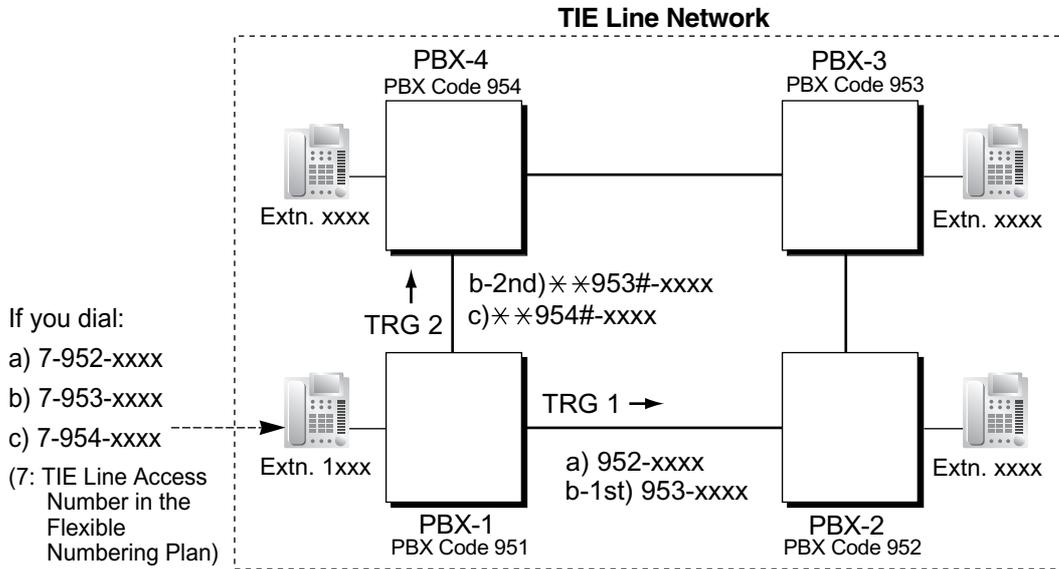 TIE Line Network
PBX-4
PBX Code 954
PBX-3
PBX Code 953
Extn. xxxx
Extn. xxxx
b-2nd)＊＊953#-xxxx
c)＊＊954#-xxxx
TRG 2
If you dial:
a) 7-952-xxxx
b) 7-953-xxxx
c) 7-954-xxxx
(7: TIE Line Access
Number in the
Flexible
Numbering Plan)
TRG 1
Extn. 1xxx
a) 952-xxxx
b-1st) 953-xxxx
Extn. xxxx
PBX-1
PBX Code 951
PBX-2
PBX Code 952